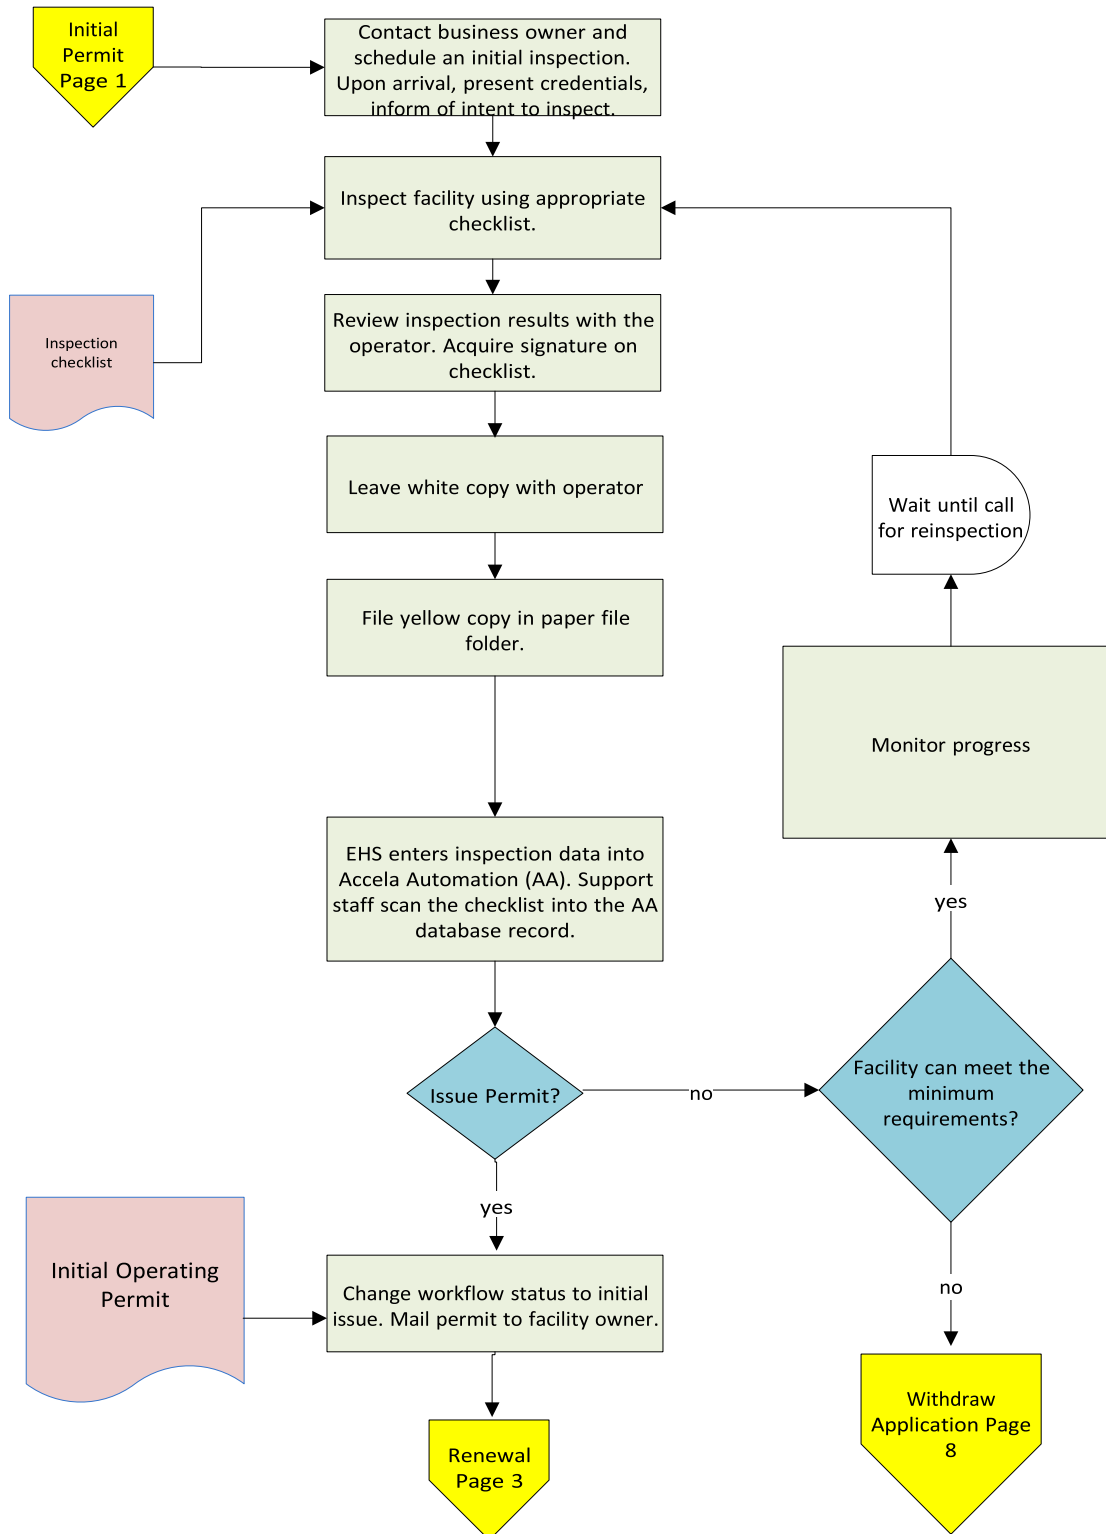 Initial
Permit
Page 1
Contact business owner and
schedule an initial inspection.
Upon arrival, present credentials,
inform of intent to inspect.
Inspect facility using appropriate
checklist.
Inspection
checklist
Review inspection results with the
operator. Acquire signature on
checklist.
Leave white copy with operator
Wait until call
for reinspection
File yellow copy in paper file
folder.
Monitor progress
EHS enters inspection data into
Accela Automation (AA). Support
staff scan the checklist into the AA
database record.
yes
Issue Permit?
no
Facility can meet the
minimum
requirements?
yes
Initial Operating
Permit
Change workflow status to initial
issue. Mail permit to facility owner.
no
Renewal
Page 3
Withdraw
Application Page
8